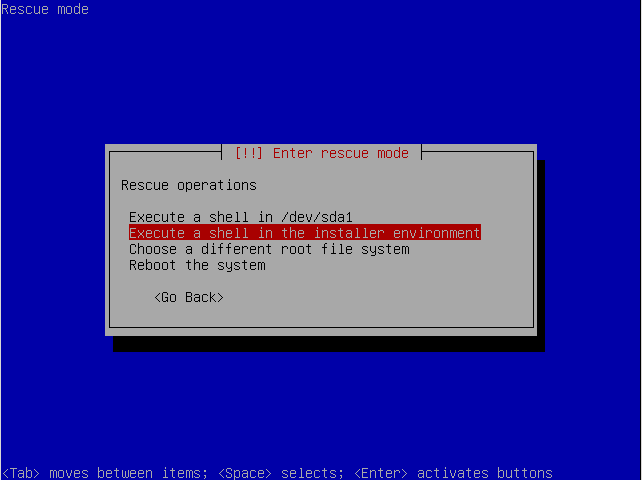 Rescue mode
[!!] Enter rescue mode
Rescue operations
Execute a shell in /dev/sda1
Execute a shell in the installer environment
Choose a different root file system
Reboot the system
<Go Back>
<Tab> moves between items; <Space> selects; <Enter> activates buttons